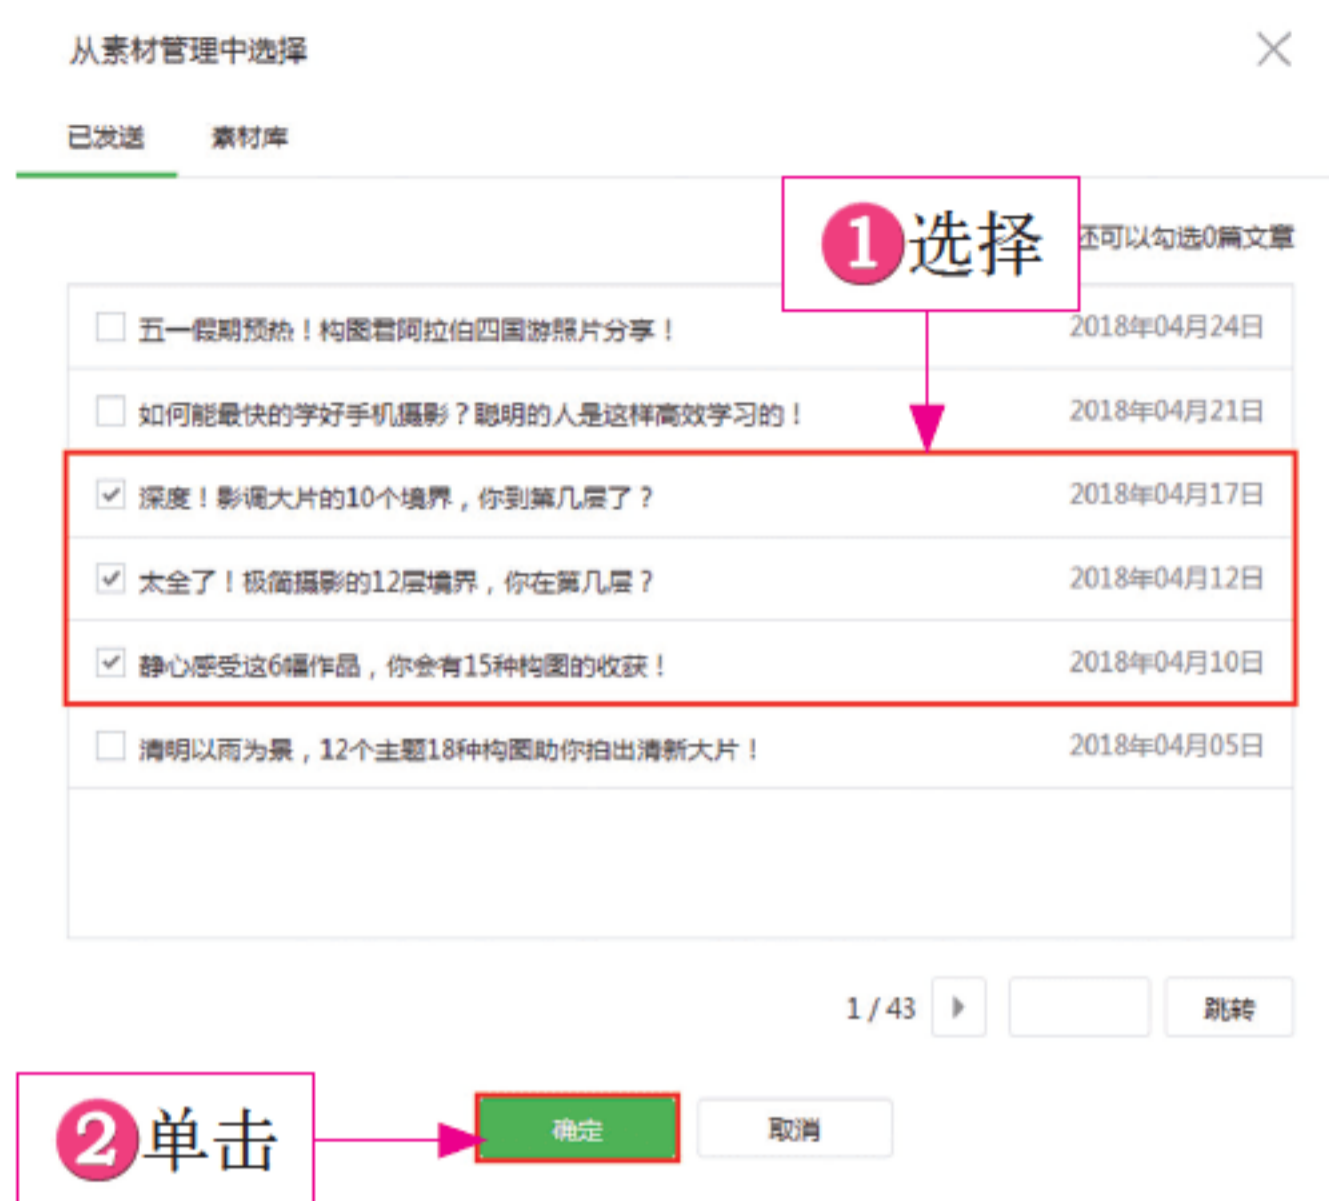 从素材管理中选择
已发送 素材库
1选择
还可以勾选0篇文章
五一假期预热！构图君阿拉伯四国游照片分享！ 2018年04月24日
如何能最快的学好手机摄影？聪明的人是这样高效学习的！ 2018年04月21日
深度！影调大片的10个境界，你到第几层了？ 2018年04月17日
太全了！极简摄影的12层境界，你在第几层？ 2018年04月12日
静心感受这6幅作品，你会有15种构图的收获！ 2018年04月10日
清明以雨为景，12个主题18种构图助你拍出清新大片！ 2018年04月05日
1 / 43 跳转
2单击 确定 取消